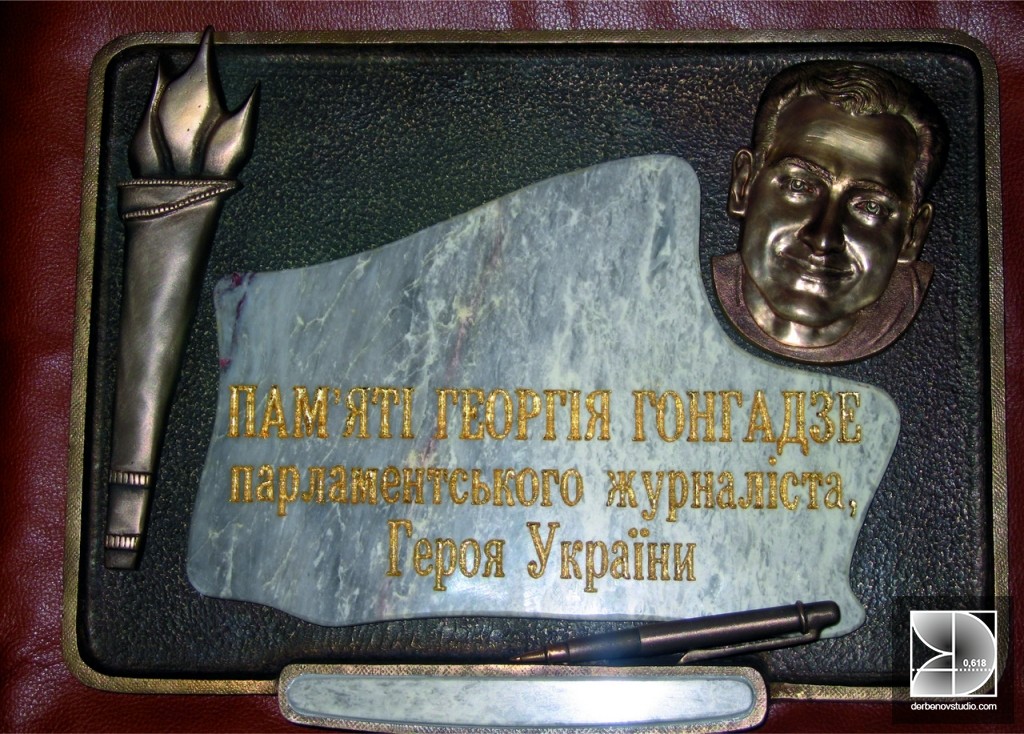 ПАМ'ЯТІ ГЕОРГІЯ ГОНГАДЗЕ
парламентського журналіста,
Героя України
0,618
derbenovstudio.com